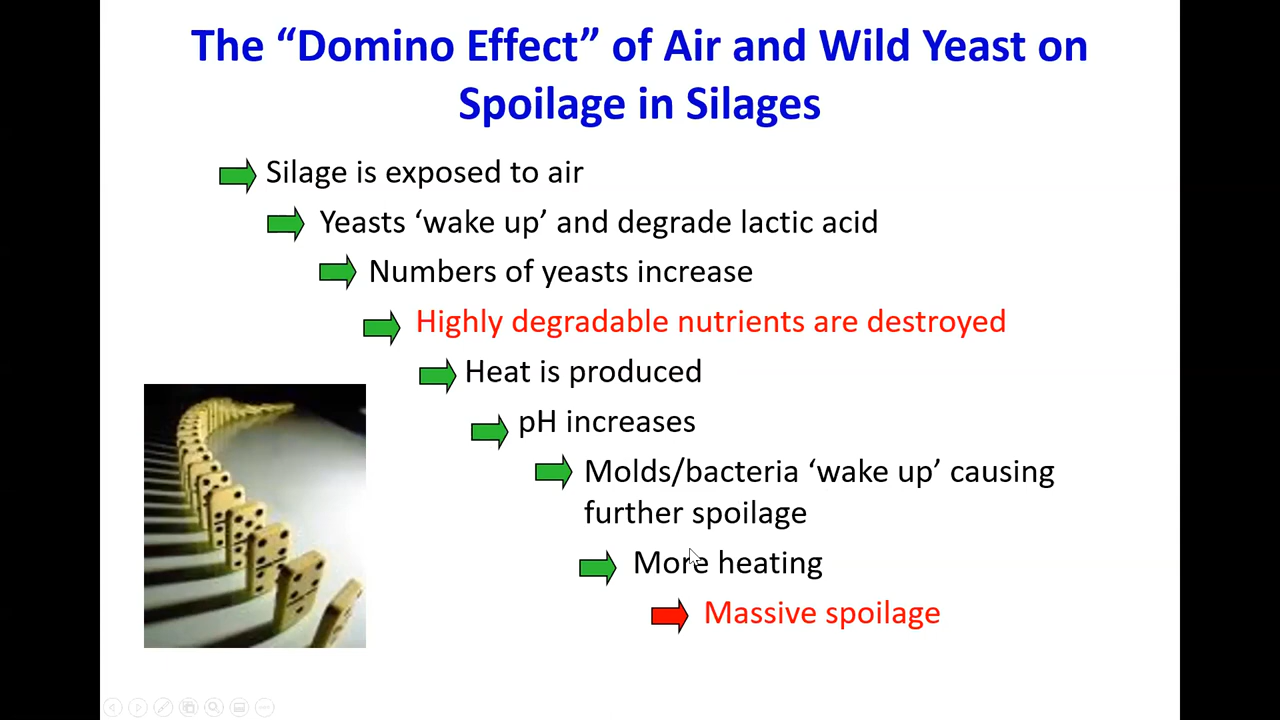 The “Domino Effect” of Air and Wild Yeast on
Spoilage in Silages
Silage is exposed to air
Yeasts ‘wake up’ and degrade lactic acid
Numbers of yeasts increase
Highly degradable nutrients are destroyed
Heat is produced
pH increases
Molds/bacteria ‘wake up’ causing
further spoilage
More heating
Massive spoilage